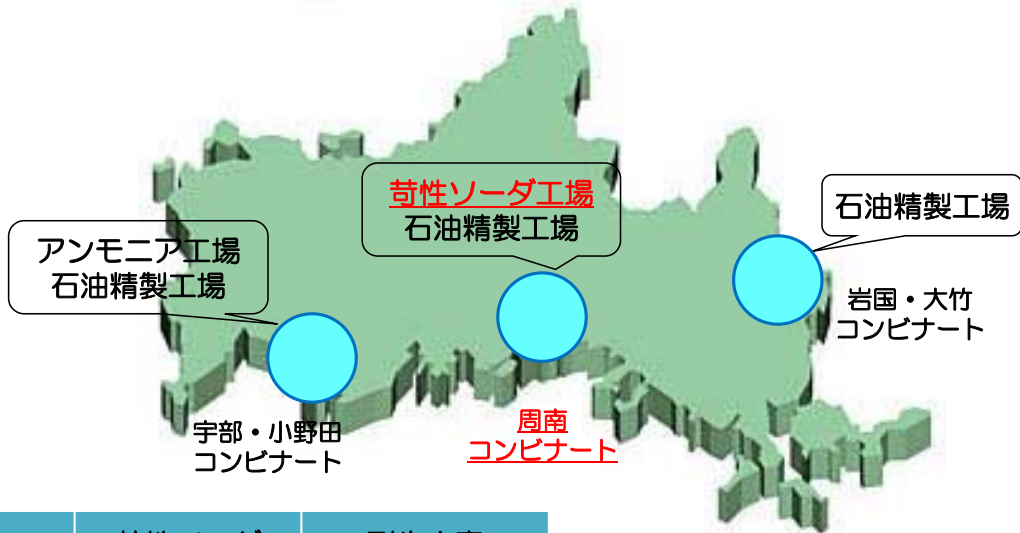 苛性ソーダ工場
石油精製工場
石油精製工場
アンモニア工場
石油精製工場
岩国・大竹
コンビナート
宇部・小野田
コンビナート
周南
コンビナート